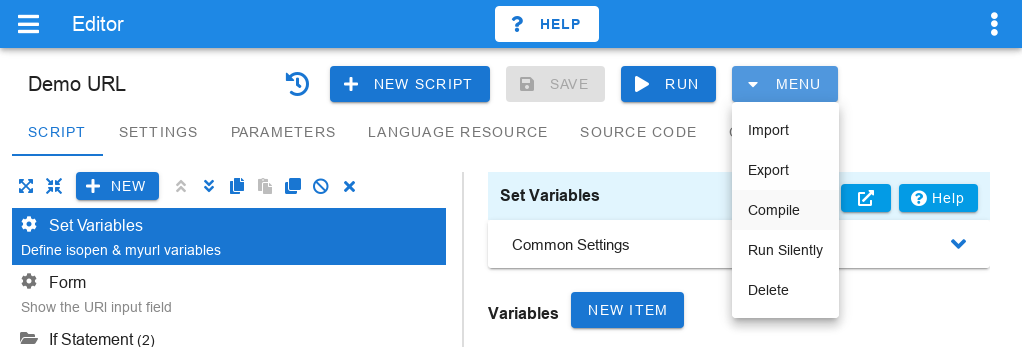 Editor
? HELP
Demo URL
NEW SCRIPT
SAVE
RUN
MENU
SCRIPT
SETTINGS
PARAMETERS
LANGUAGE RESOURCE
SOURCE CODE
Import
Export
Compile
Run Silently
Delete
NEW
Set Variables
Define isopen & myurl variables
Form
Show the URl input field
If Statement (2)
Set Variables
Help
Common Settings
Variables
NEW ITEM